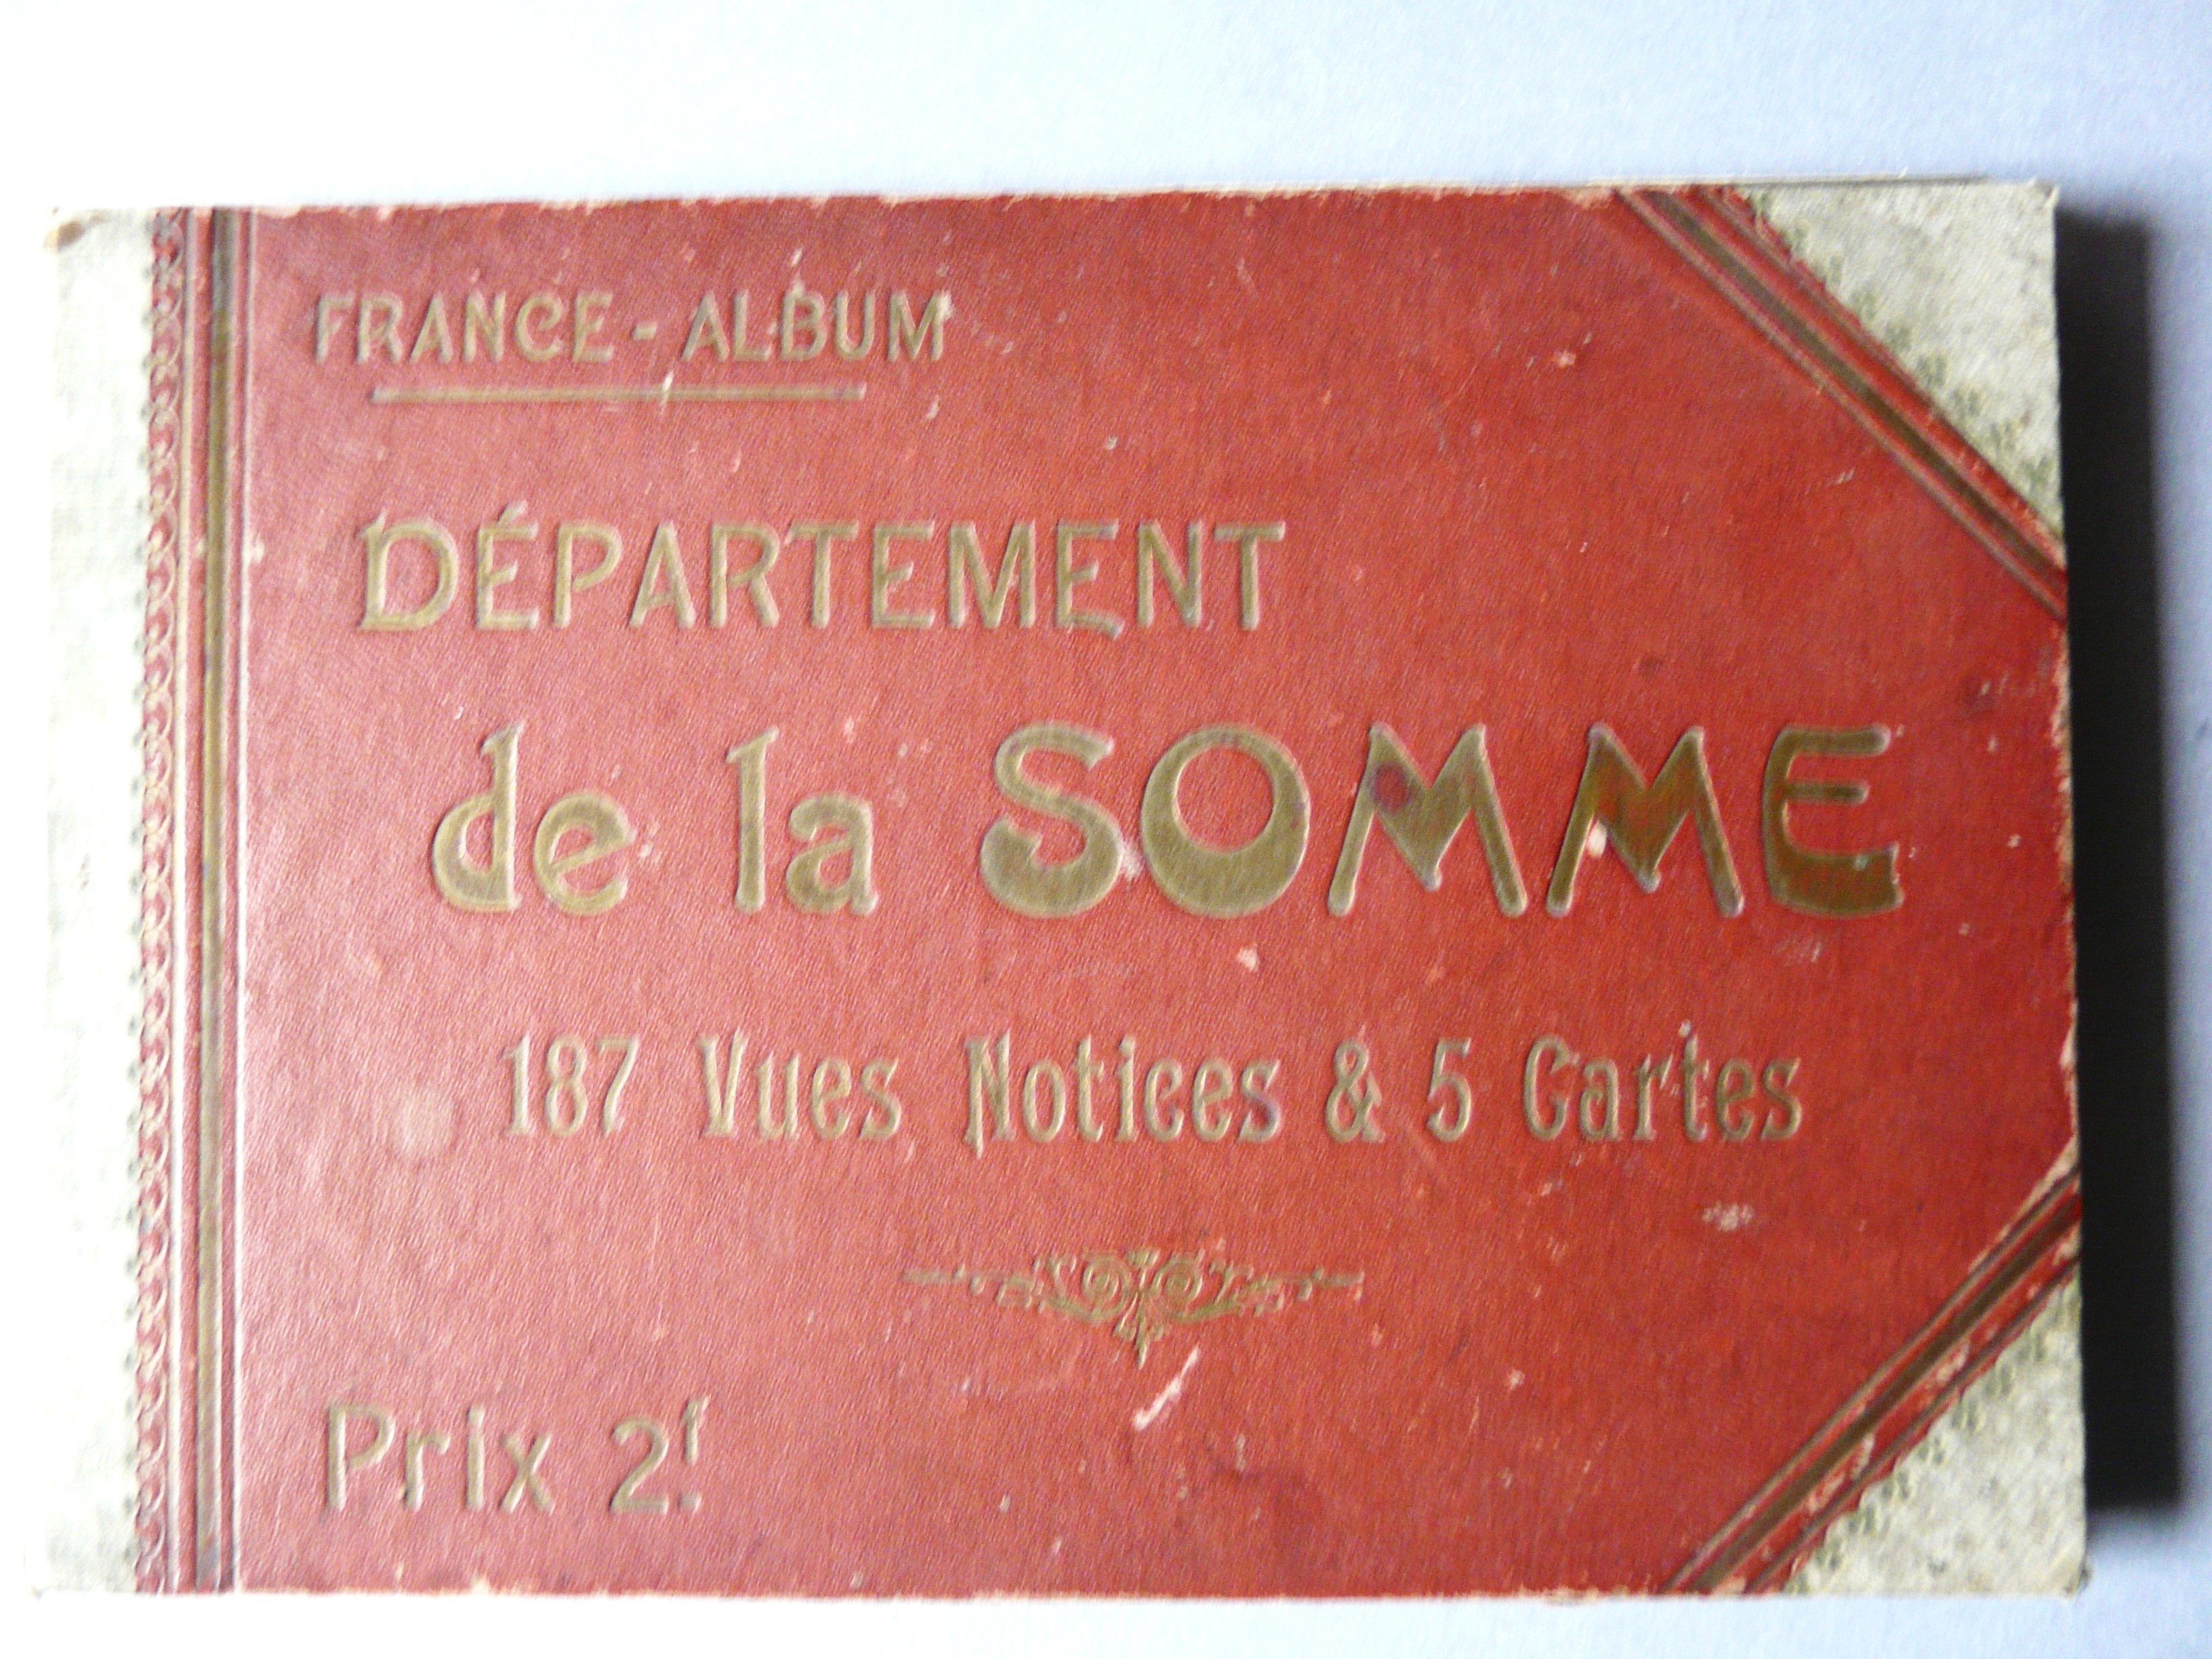 FRANCE - ALBUM
DÉPARTEMENT
de la SOMME
187 Vues Notices & 5 Cartes
Prix 2f.